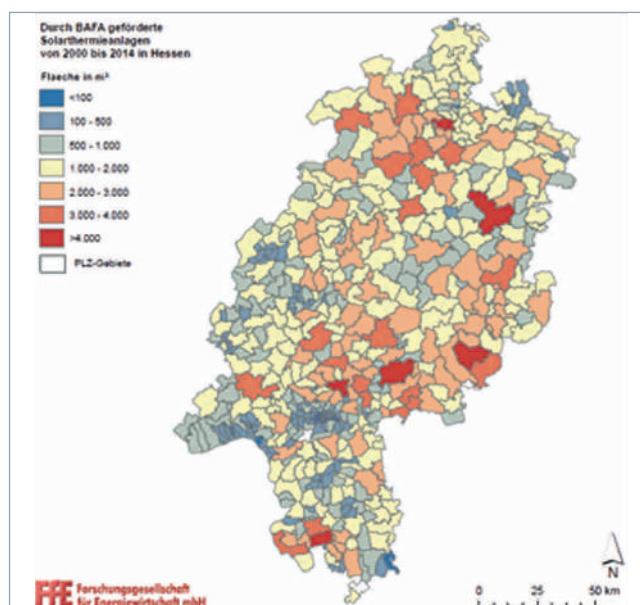 Durch BAFA geförderte
Solarthermieanlagen
von 2000 bis 2014 in Hessen
Flaeche in m²
<100
100 - 500
500 - 1.000
1.000 - 2.000
2.000 - 3.000
3.000 - 4.000
>4.000
PLZ-Gebiete
N
FfE Forschungsgesellschaft
für Energiewirtschaft mbH
0 25 50 km